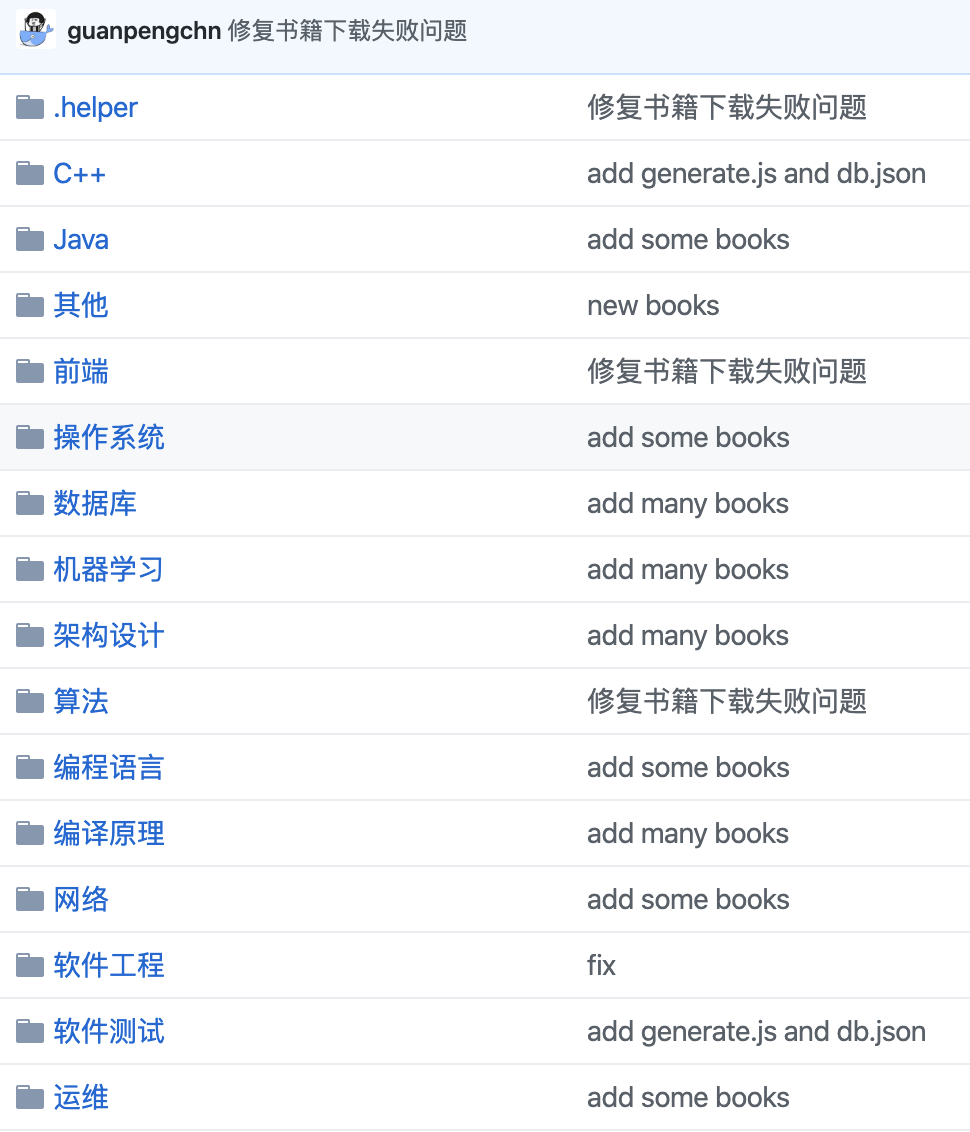 guanpengchn 修复书籍下载失败问题
.helper 修复书籍下载失败问题
C++ add generate.js and db.json
Java add some books
其他 new books
前端 修复书籍下载失败问题
操作系统 add some books
数据库 add many books
机器学习 add many books
架构设计 add many books
算法 修复书籍下载失败问题
编程语言 add some books
编译原理 add many books
网络 add some books
软件工程 fix
软件测试 add generate.js and db.json
运维 add some books